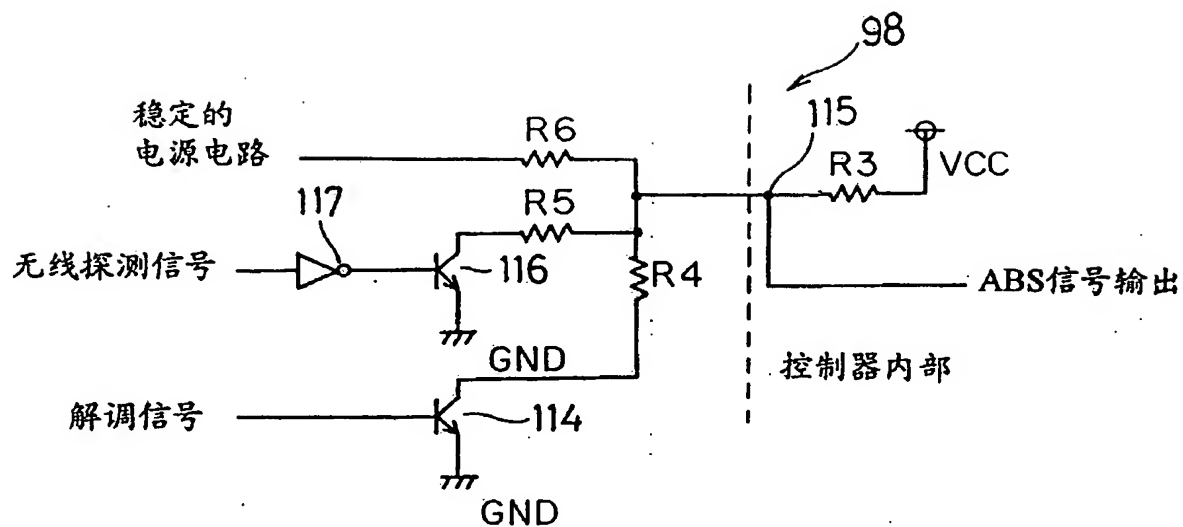 98
稳定的
电源电路
R6
115
R3
VCC
117
R5
无线探测信号
116
R4
ABS信号输出
GND
控制器内部
解调信号
114
GND